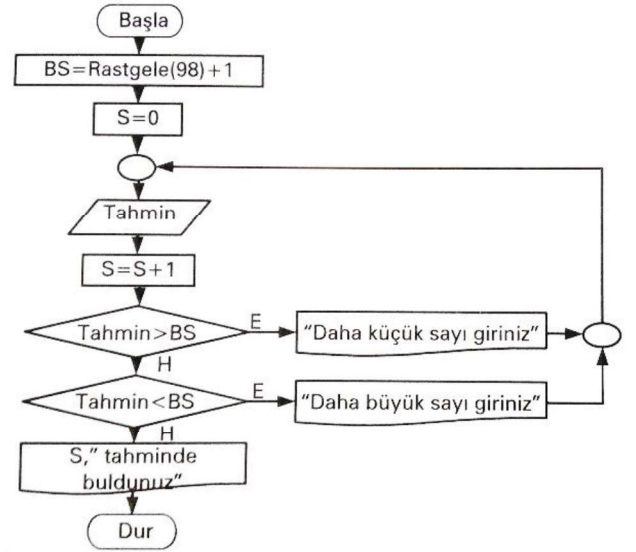 Başla
BS=Rastgele(98)+1
S=0
Tahmin
S=S+1
Tahmin>BS
E
"Daha küçük sayı giriniz"
H
Tahmin<BS
E
"Daha büyük sayı giriniz"
H
S," tahminde
buldunuz"
Dur